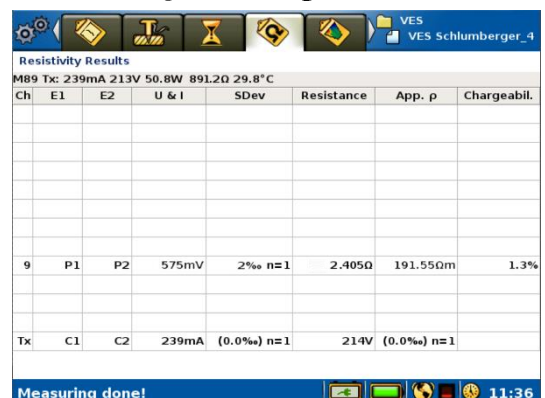 VES
VES Schlumberger_4
Resistivity Results
M89 Tx: 239mA 213V 50.8W 891.2Ω 29.8°C
Ch E1 E2 U & I SDev Resistance App. ρ Chargeabil.
9 P1 P2 575mV 2‰ n=1 2.405Ω 191.55Ωm 1.3%
Tx C1 C2 239mA (0.0‰) n=1 214V (0.0‰) n=1
Measuring done! 11:36